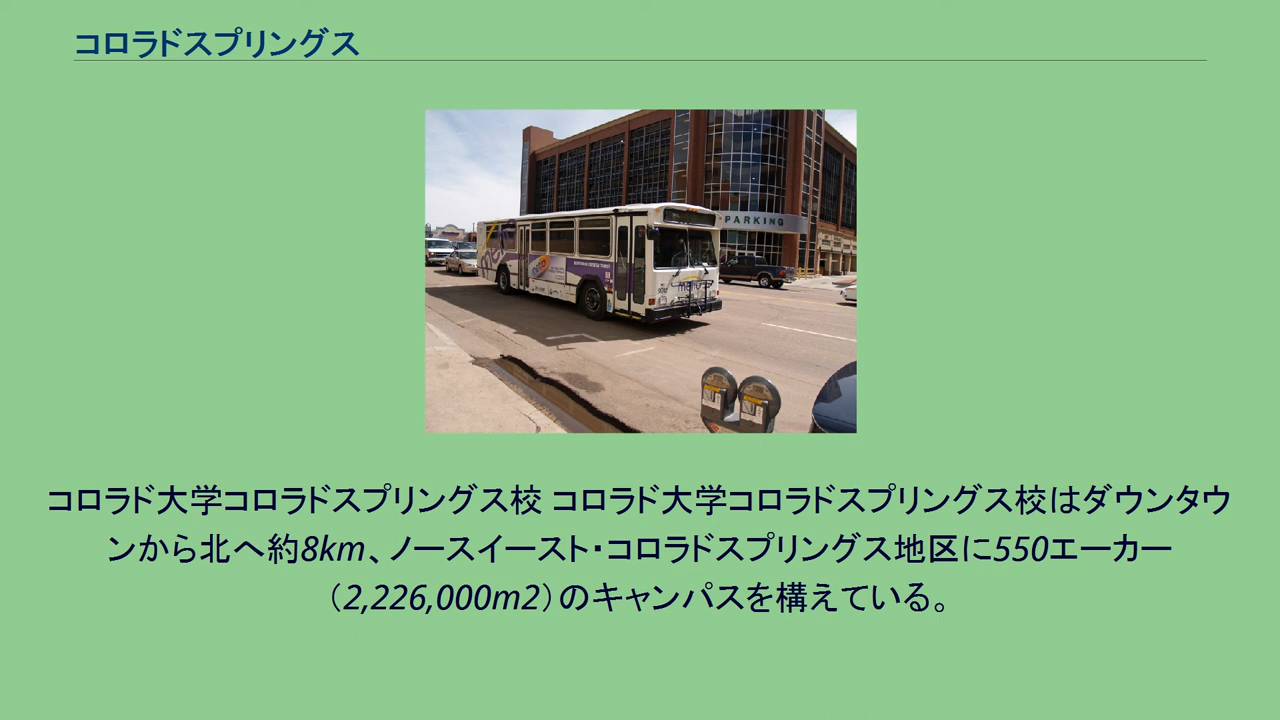 コロラドスプリングス
PARKING
metro
コロラド大学コロラドスプリングス校 コロラド大学コロラドスプリングス校はダウンタウ
ンから北へ約8km、ノースイースト・コロラドスプリングス地区に550エーカー
（2,226,000m2）のキャンパスを構えている。